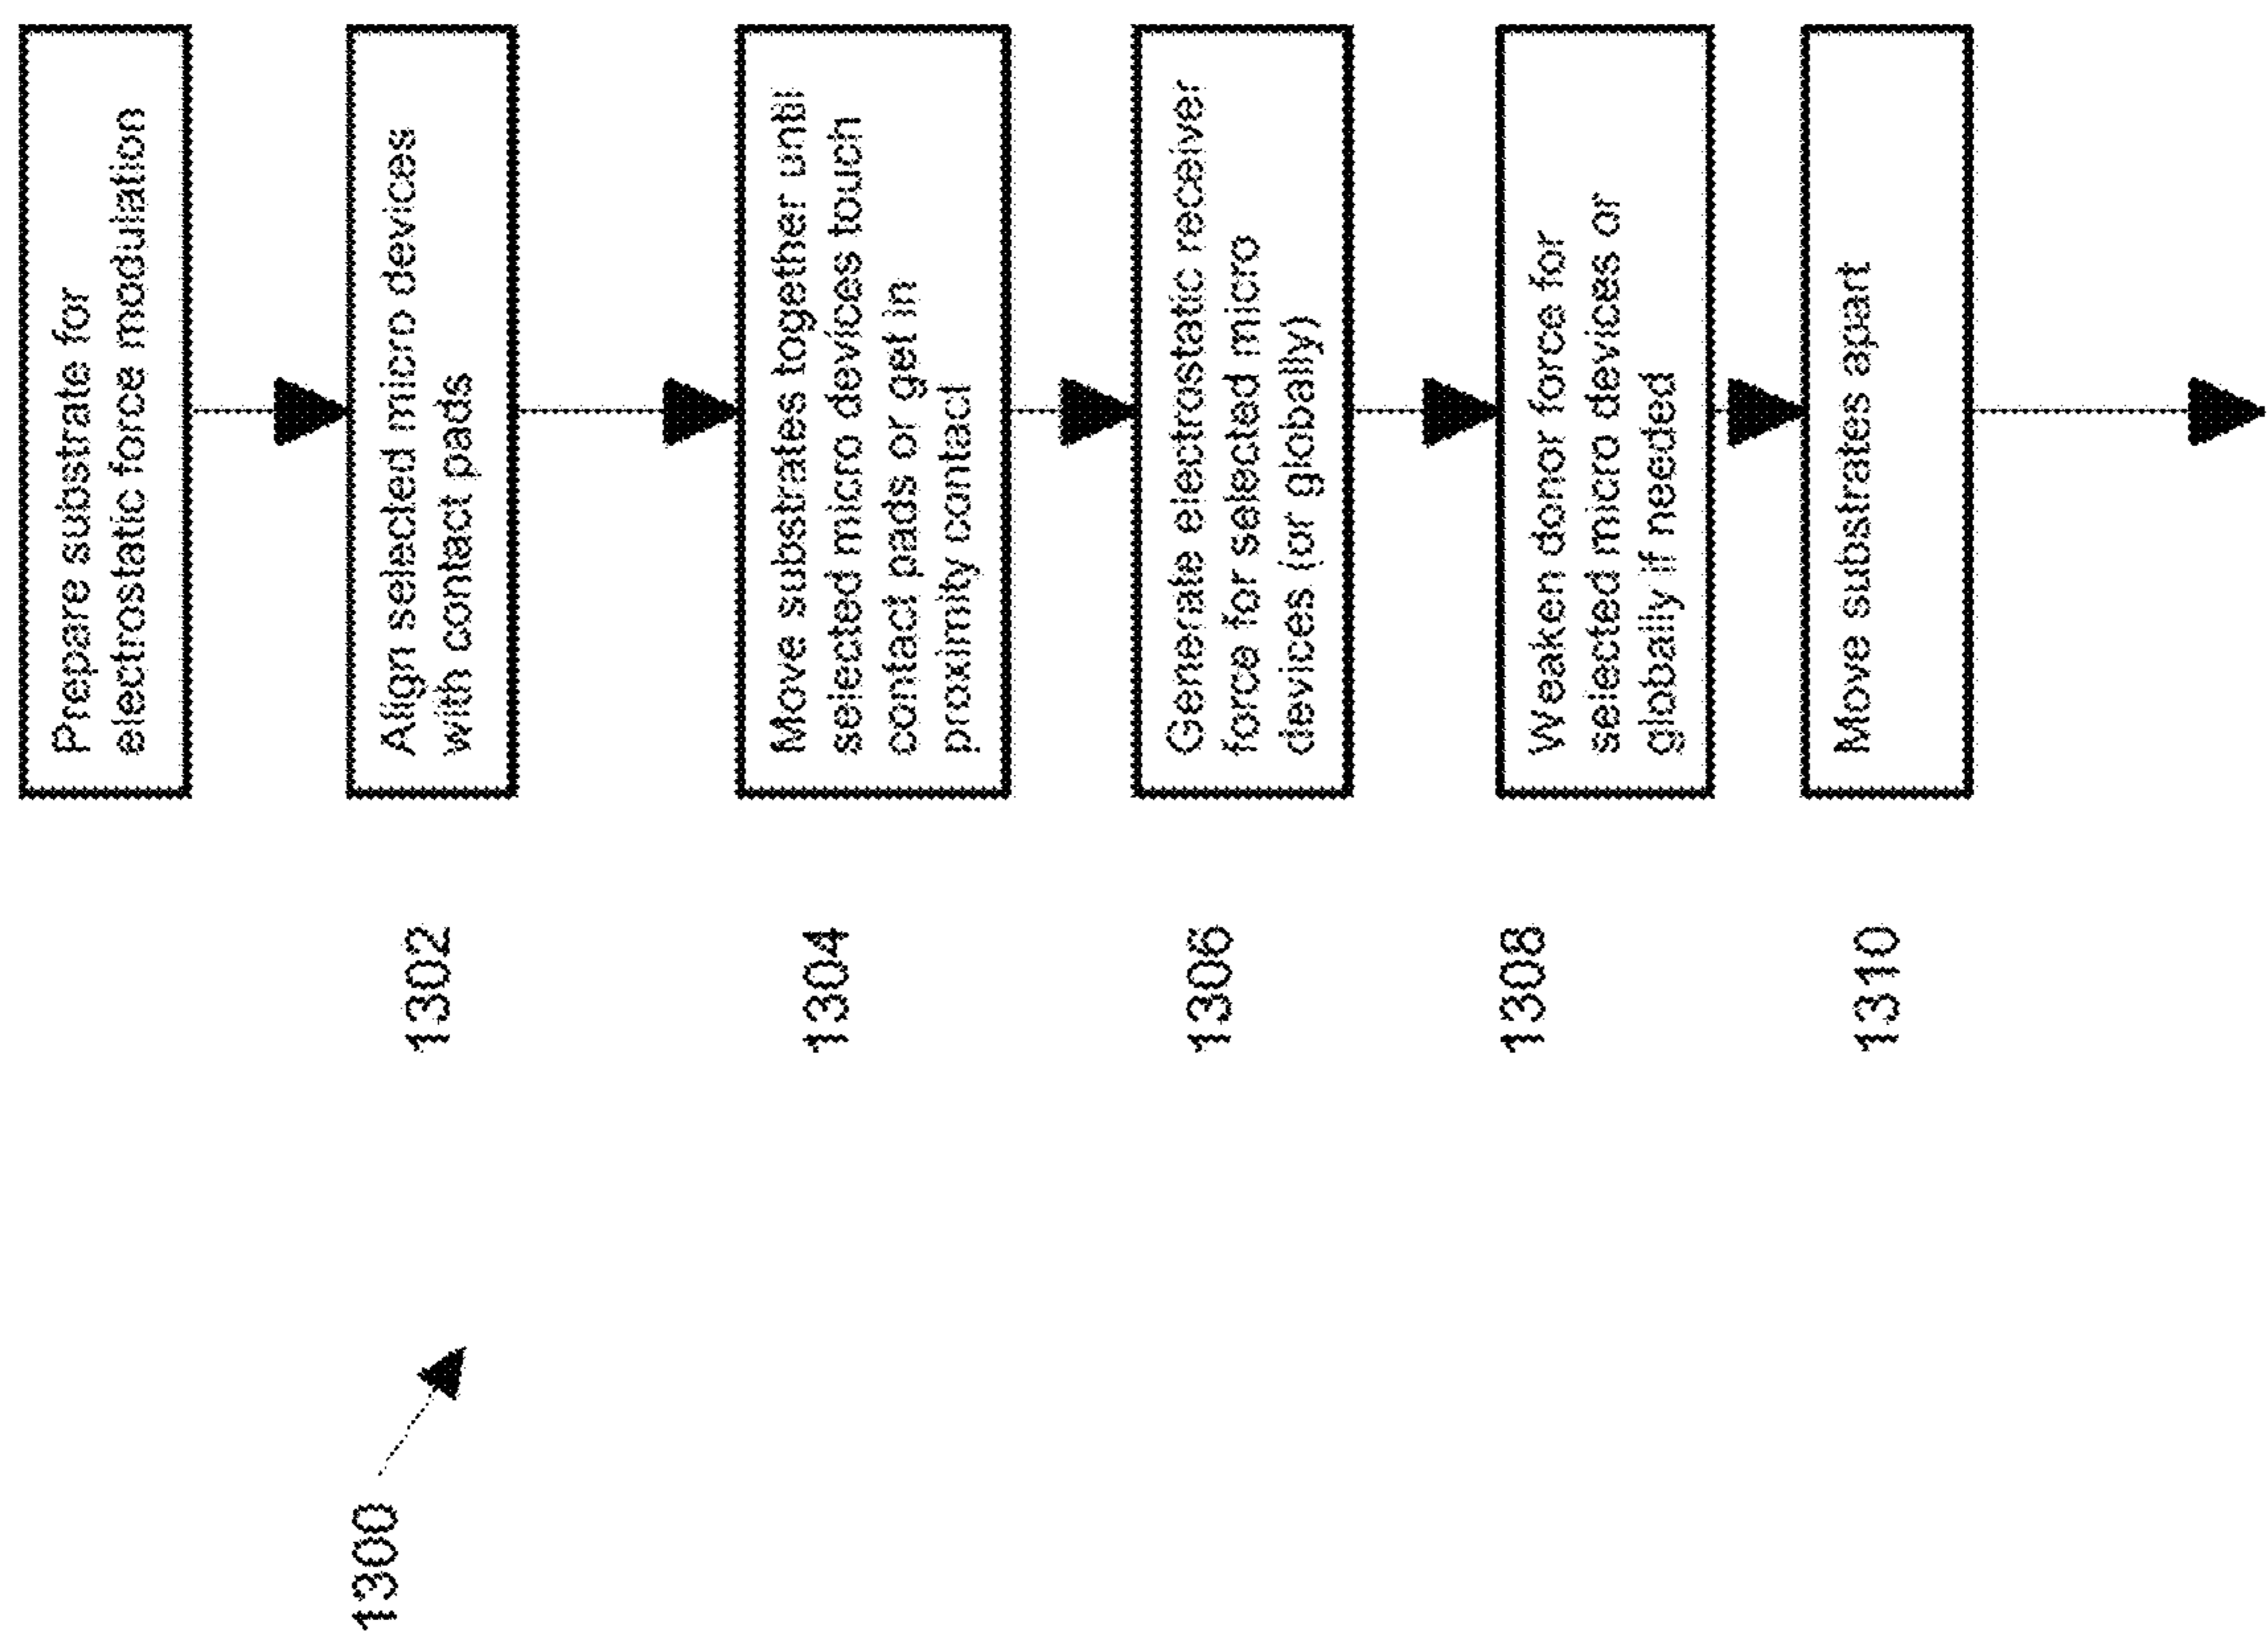 1300
Prepare substrate for
electrostatic force modulation
1302
Align selected micro devices
with contact pads
1304
Move substrates together until
selected micro devices touch
contact pads or get in
proximity contact
1306
Generate electrostatic receiver
force for selected micro
devices (or globally)
1308
Weaken donor force for
selected micro devices or
globally if needed
1310
Move substrates apart